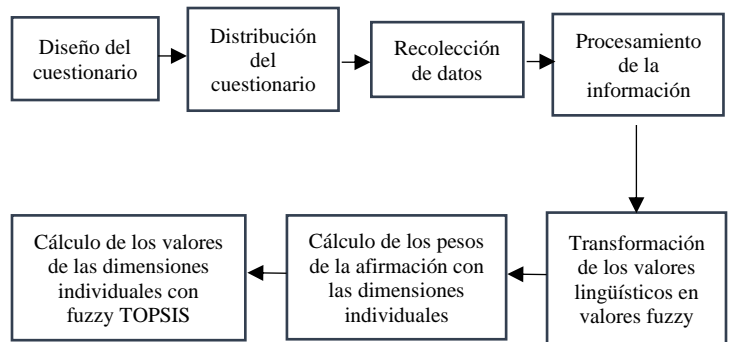 Diseño del
cuestionario
Distribución
del
cuestionario
Recolección
de datos
Procesamiento
de la
información
Transformación
de los valores
lingüísticos en
valores fuzzy
Cálculo de los pesos
de la afirmación con
las dimensiones
individuales
Cálculo de los valores
de las dimensiones
individuales con
fuzzy TOPSIS